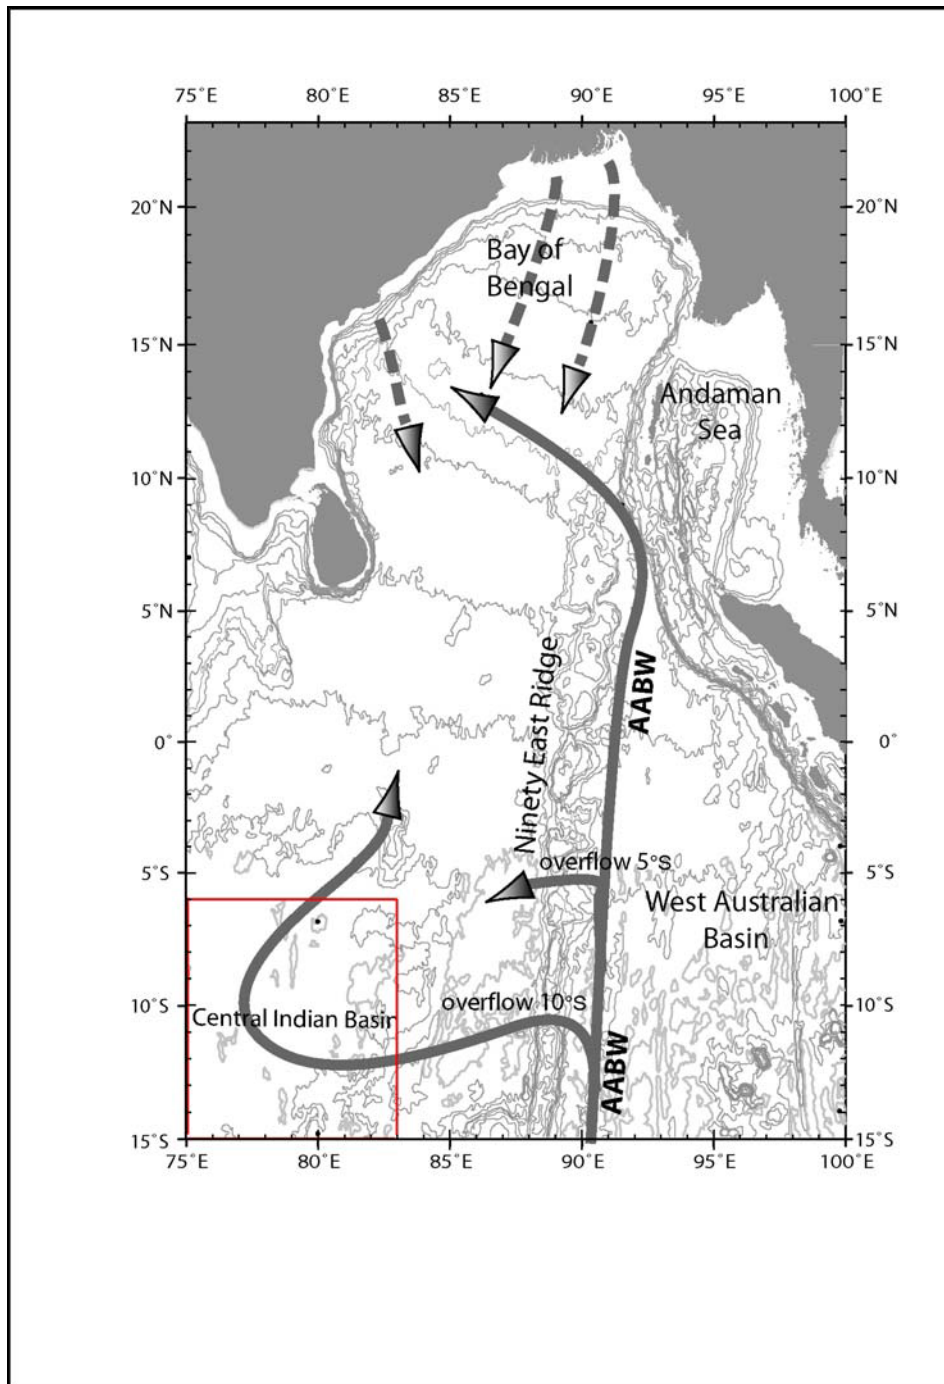 75°E 80°E 85°E 90°E 95°E 100°E
20°N 20°N
Bay of
Bengal
15°N 15°N
Andaman
Sea
10°N 10°N
5°N 5°N
Ninety East Ridge
AABW
0° 0°
overflow 5°S
5°S 5°S
West Australian
Basin
overflow 10°S
10°S 10°S
Central Indian Basin
AABW
15°S 15°S
75°E 80°E 85°E 90°E 95°E 100°E